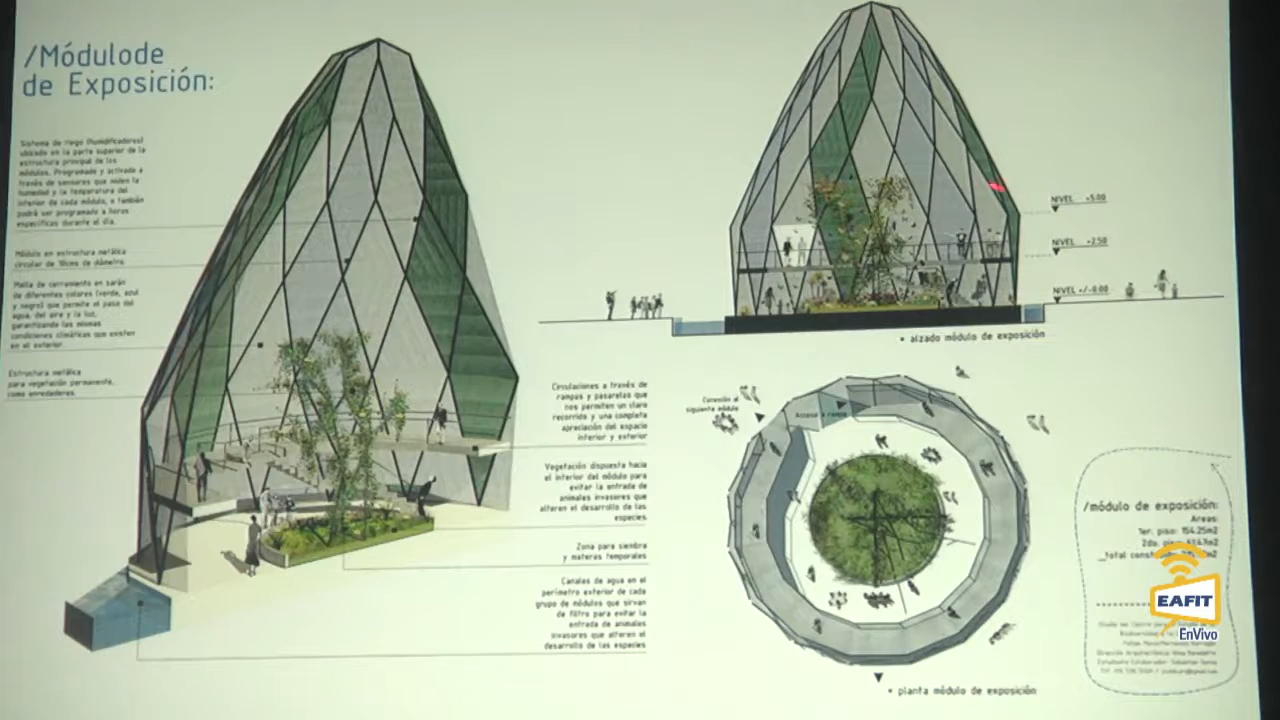 /Módulode
de Exposición:
Sistema de riego (humidificadores)
ubicado en la parte superior de la
estructura principal de los
módulos. Programado y activado a
través de sensores que miden la
humedad y la temperatura del
interior de cada módulo, o también
podrá ser programado a horas
específicas durante el día.
Módulo en estructura metálica
circular de 10cms de diámetro
Malla de cerramiento en sarán
de diferentes colores (verde, azul
y negro) que permite el paso del
agua, del aire y la luz,
garantizando las mismas
condiciones climáticas que existen
en el exterior.
Estructura metálica
para vegetación permanente,
como enredaderas.
Circulaciones a través de
rampas y pasarelas que
nos permiten un claro
recorrido y una completa
apreciación del espacio
interior y exterior
Vegetación dispuesta hacia
el interior del módulo para
evitar la entrada de
animales invasores que
alteren el desarrollo de las
especies
Zona para siembra
y materas temporales
Canales de agua en el
perímetro exterior de cada
grupo de módulos que sirvan
de filtro para evitar la
entrada de animales
invasores que alteren el
desarrollo de las especies
NIVEL +5.00
NIVEL +2.50
NIVEL +/-0.00
• alzado módulo de exposición
Conexión al
siguiente módulo
Acceso a rampa
• planta módulo de exposición
/módulo de exposición:
Areas:
1er. piso: 154.25m2
2do.
_total
EAFIT
EnVivo